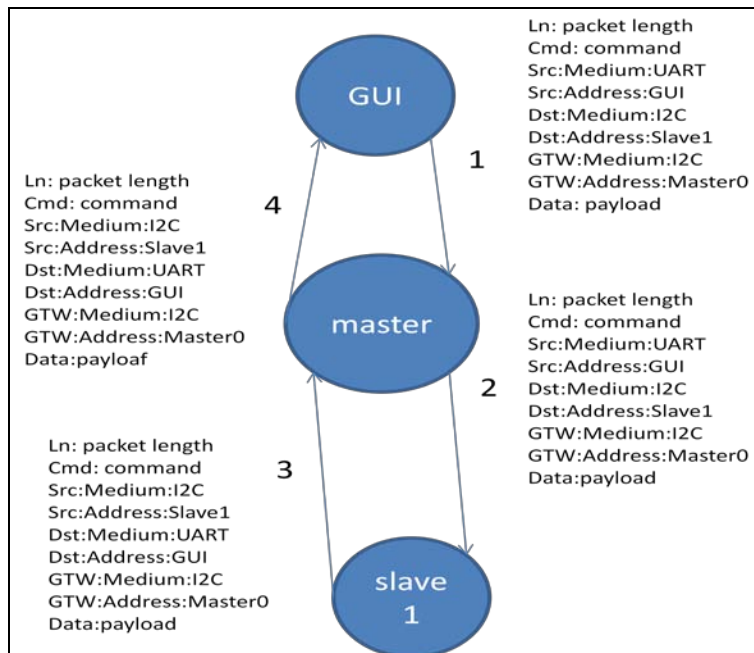 GUI
Ln: packet length
Cmd: command
Src:Medium:UART
Src:Address:GUI
Dst:Medium:I2C
Dst:Address:Slave1
GTW:Medium:I2C
GTW:Address:Master0
Data: payload
1
Ln: packet length
Cmd: command
Src:Medium:I2C
Src:Address:Slave1
Dst:Medium:UART
Dst:Address:GUI
GTW:Medium:I2C
GTW:Address:Master0
Data:payloaf
4
master
Ln: packet length
Cmd: command
Src:Medium:UART
Src:Address:GUI
Dst:Medium:I2C
Dst:Address:Slave1
GTW:Medium:I2C
GTW:Address:Master0
Data:payload
2
Ln: packet length
Cmd: command
Src:Medium:I2C
Src:Address:Slave1
Dst:Medium:UART
Dst:Address:GUI
GTW:Medium:I2C
GTW:Address:Master0
Data:payload
3
slave
1